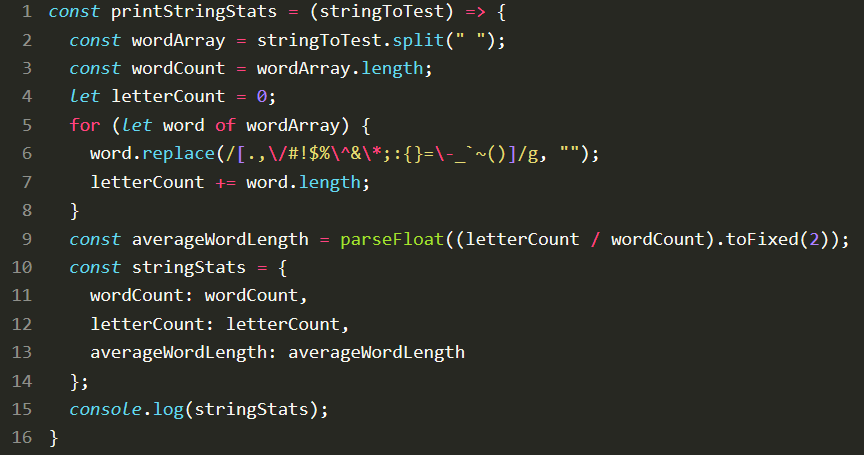 1 const printStringStats = (stringToTest) => {
2   const wordArray = stringToTest.split(" ");
3   const wordCount = wordArray.length;
4   let letterCount = 0;
5   for (let word of wordArray) {
6     word.replace(/[.,\/#!$%\^&\*;:{}=\-_`~()]/g, "");
7     letterCount += word.length;
8   }
9   const averageWordLength = parseFloat((letterCount / wordCount).toFixed(2));
10   const stringStats = {
11     wordCount: wordCount,
12     letterCount: letterCount,
13     averageWordLength: averageWordLength
14   };
15   console.log(stringStats);
16 }